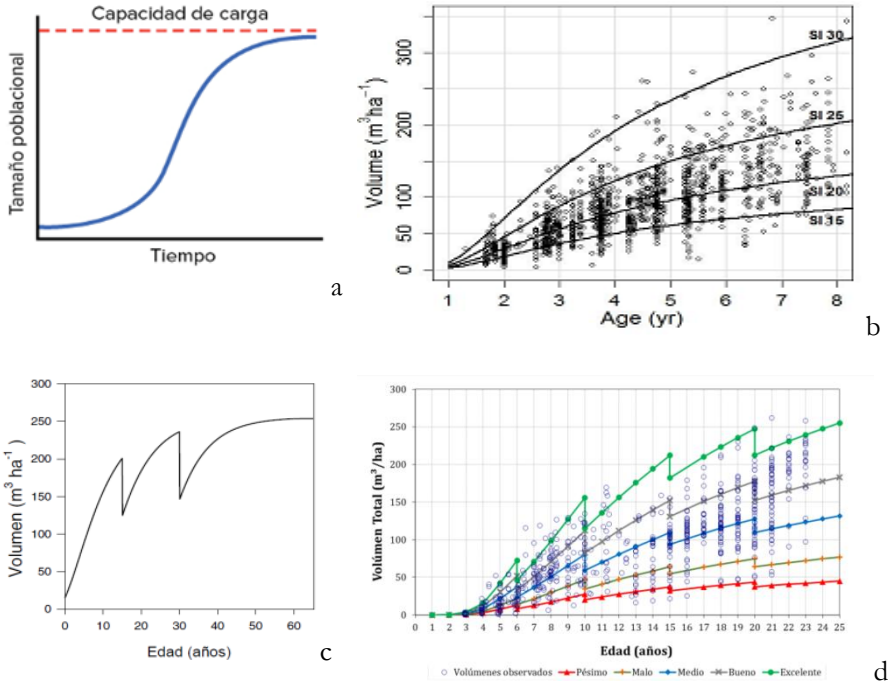 Capacidad de carga
Tamaño poblacional
Tiempo
a
Volume (m³ha⁻¹)
300
200
100
50
0
SI 30
SI 25
SI 20
SI 15
1 2 3 4 5 6 7 8
Age (yr)
b
Volumen (m³ ha⁻¹)
300
250
200
150
100
50
0
0 10 20 30 40 50 60
Edad (años)
c
Volúmen Total (m³/ha)
300
250
200
150
100
50
0
0 1 2 3 4 5 6 7 8 9 10 11 12 13 14 15 16 17 18 19 20 21 22 23 24 25
Edad (años)
Volúmenes observados Pésimo Malo Medio Bueno Excelente
d